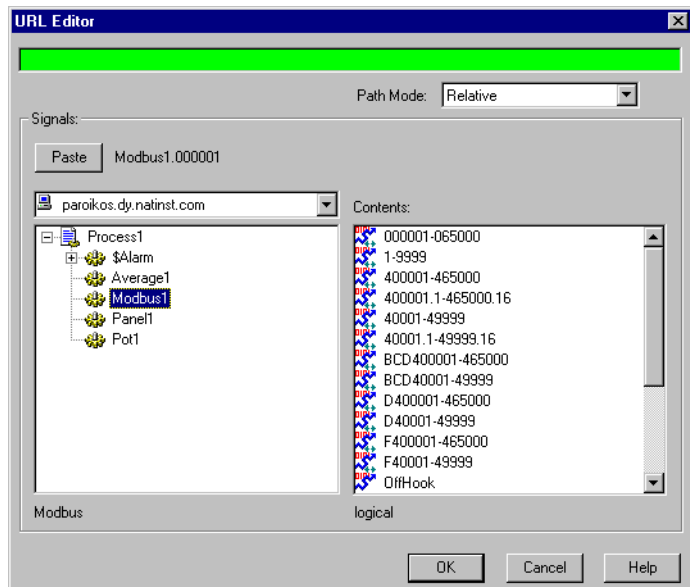 URL Editor
Path Mode: Relative
Signals:
Paste Modbus1.000001
paroikos.dy.natinst.com
Contents:
Process1
$Alarm
Average1
Modbus1
Panel1
Pot1
000001-065000
1-9999
400001-465000
400001.1-465000.16
40001-49999
40001.1-49999.16
BCD400001-465000
BCD40001-49999
D400001-465000
D40001-49999
F400001-465000
F40001-49999
OffHook
Modbus
logical
OK Cancel Help